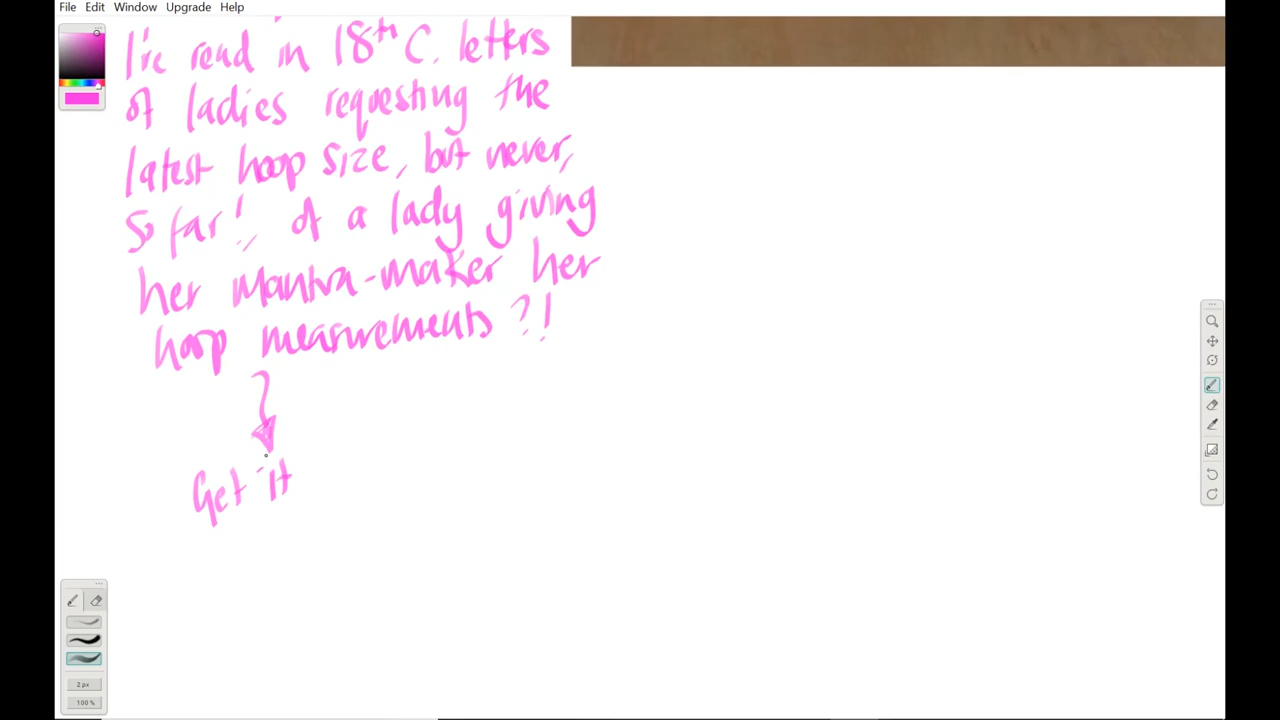 File Edit Window Upgrade Help
I've read in 18th C. letters
of ladies requesting the
latest hoop size, but never,
so far!, of a lady giving
her Mantua-maker her
hoop measurements?!
Get it
2 px
100 %